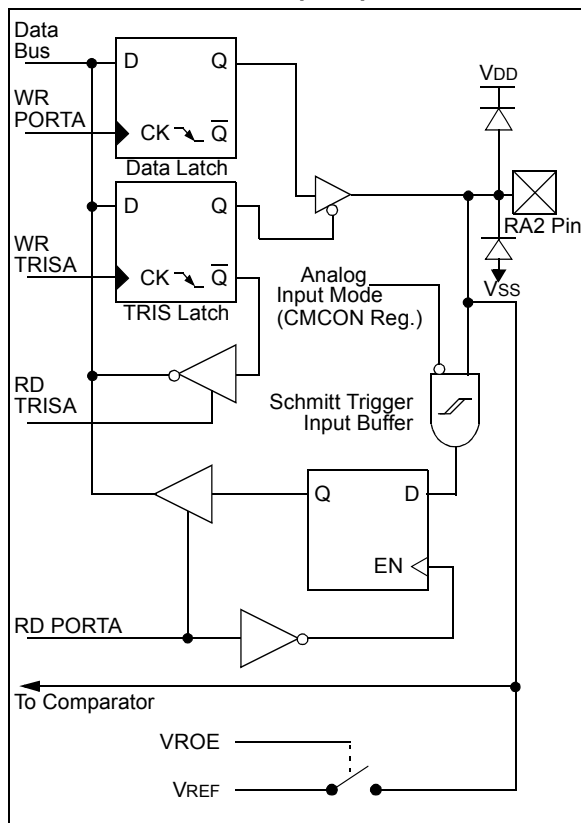 Data
Bus
D
Q
VDD
WR
PORTA
CK
Q
Data Latch
RA2 Pin
D
Q
WR
TRISA
CK
Q
TRIS Latch
VSS
Analog
Input Mode
(CMCON Reg.)
RD
TRISA
Schmitt Trigger
Input Buffer
Q
D
EN
RD PORTA
To Comparator
VROE
VREF